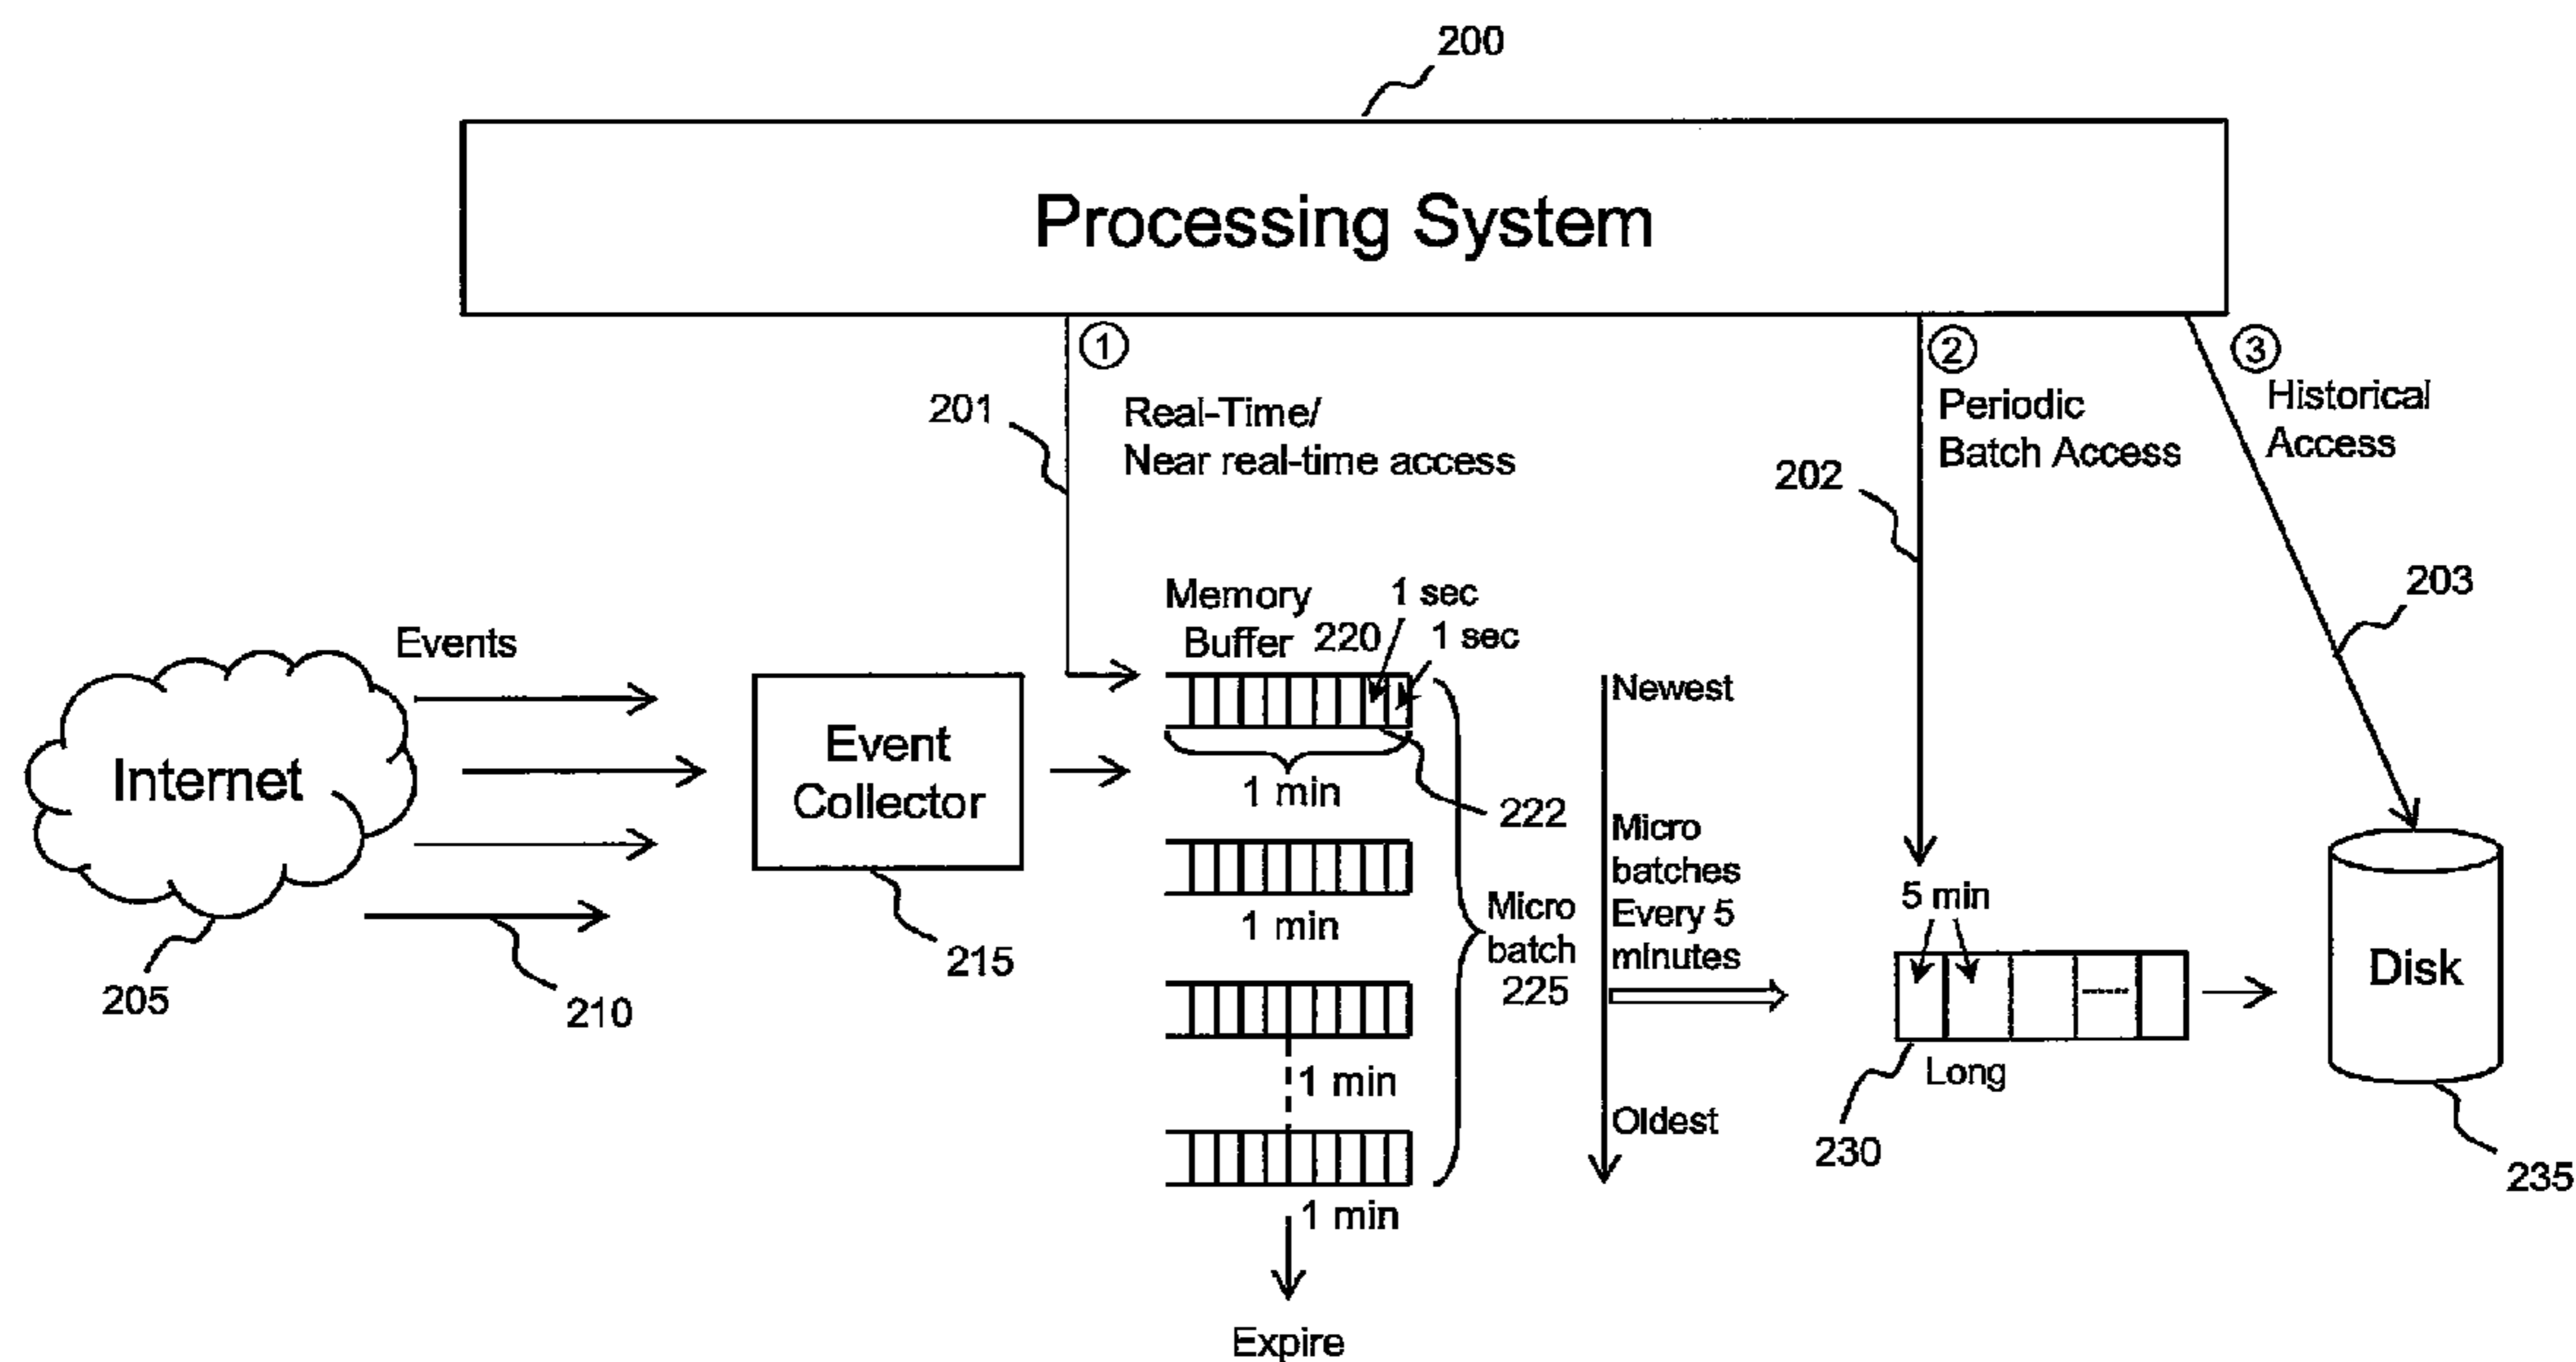 200
Processing System
1
2
3
201
Real-Time/
Near real-time access
Periodic
Batch Access
Historical
Access
202
203
Events
Memory
Buffer 220
1 sec
1 sec
Internet
Event
Collector
1 min
222
Newest
Micro
batches
Every 5
minutes
205
210
215
1 min
Micro
batch
225
5 min
Disk
1 min
Long
Oldest
230
235
1 min
Expire